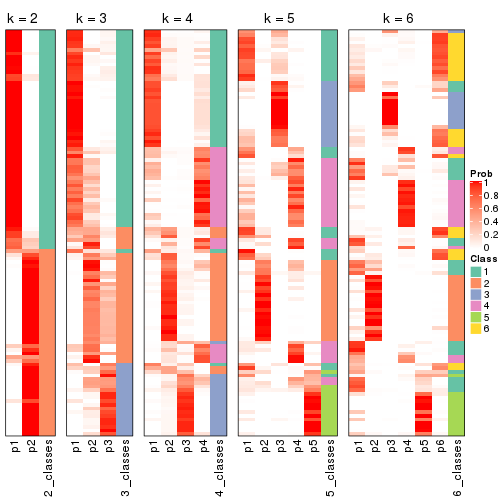 k = 2
k = 3
k = 4
k = 5
k = 6
p1
p2
2_classes
p1
p2
p3
3_classes
p1
p2
p3
p4
4_classes
p1
p2
p3
p4
p5
5_classes
p1
p2
p3
p4
p5
p6
6_classes
Prob
1
0.8
0.6
0.4
0.2
0
Class
1
2
3
4
5
6